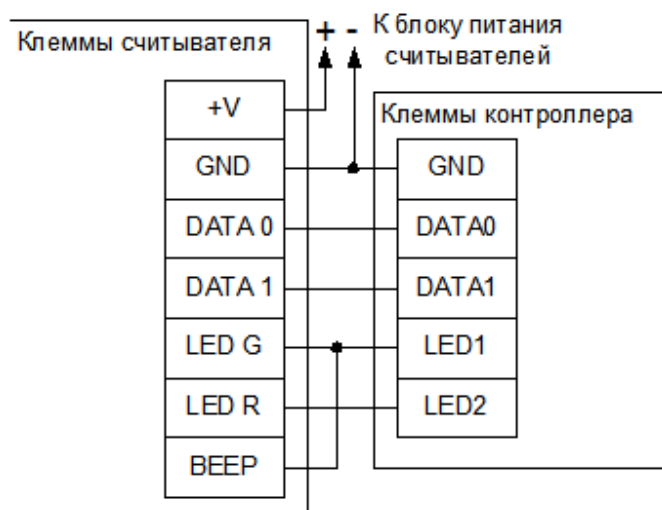 Клеммы считывателя
+ - К блоку питания
считывателей
Клеммы контроллера
+V
GND
DATA 0
DATA 1
LED G
LED R
BEEP
GND
DATA0
DATA1
LED1
LED2